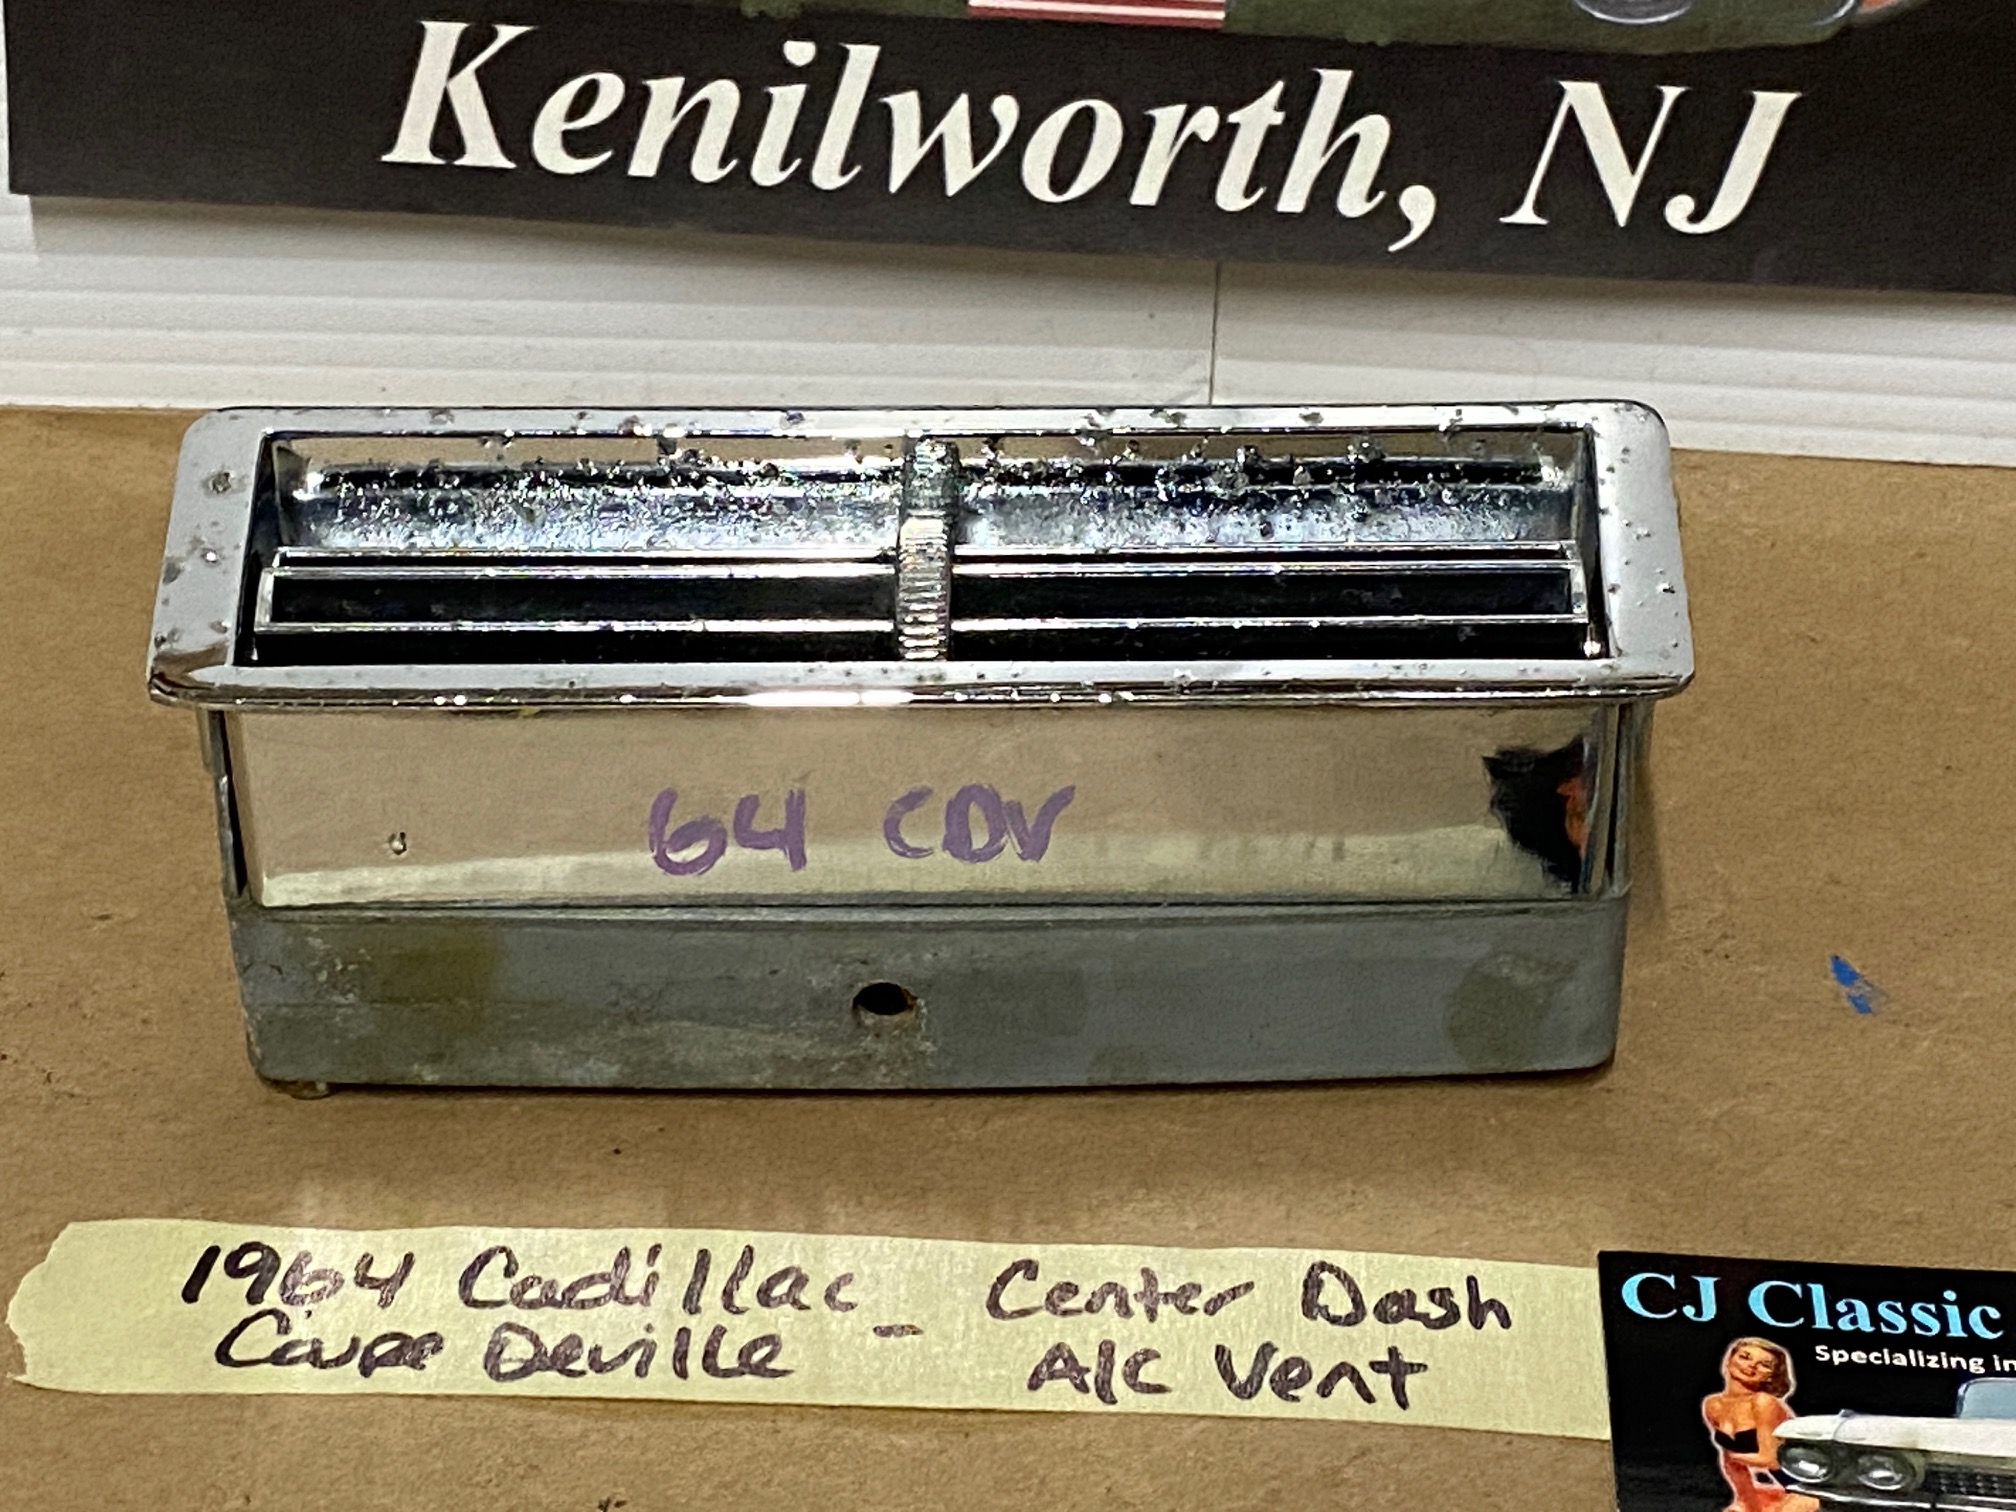 Kenilworth, NJ
64 CDV
1964 Cadillac - Center Dash
Coupe Deville A/C Vent
CJ Classic
Specializing in